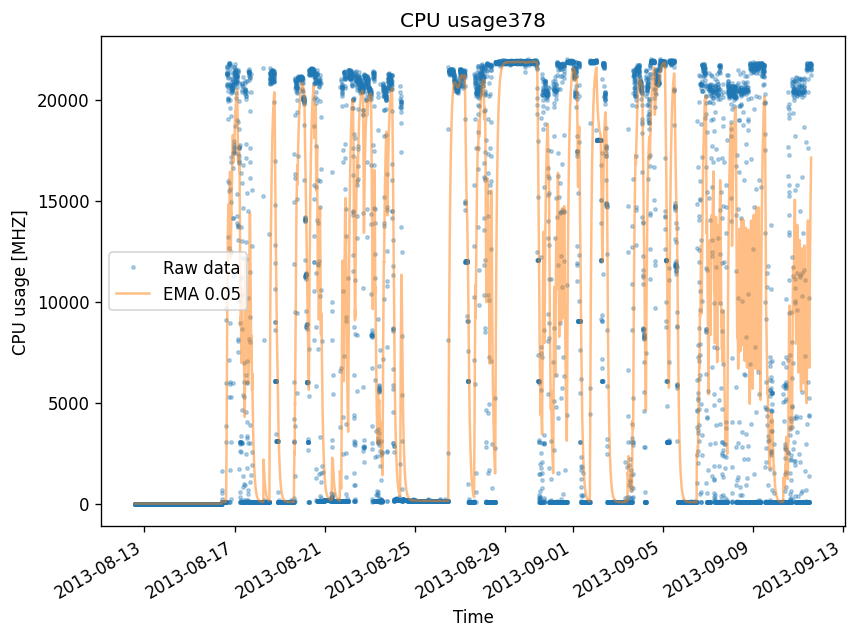 CPU usage378
CPU usage [MHZ]
20000
15000
10000
5000
0
Raw data
EMA 0.05
2013-08-13
2013-08-17
2013-08-21
2013-08-25
2013-08-29
2013-09-01
2013-09-05
2013-09-09
2013-09-13
Time